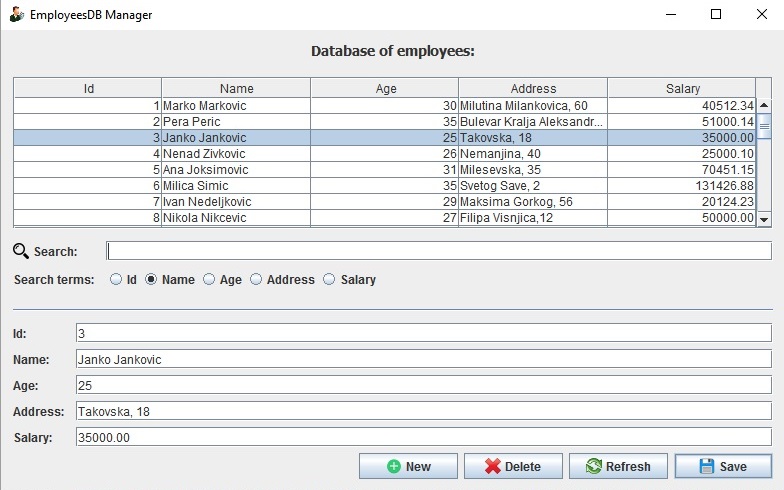 EmployeesDB Manager
Database of employees:
Id Name Age Address Salary
1 Marko Markovic 30 Milutina Milankovica, 60 40512.34
2 Pera Peric 35 Bulevar Kralja Aleksandr... 51000.14
3 Janko Jankovic 25 Takovska, 18 35000.00
4 Nenad Zivkovic 26 Nemanjina, 40 25000.10
5 Ana Joksimovic 31 Milesevska, 35 70451.15
6 Milica Simic 35 Svetog Save, 2 131426.88
7 Ivan Nedeljkovic 29 Maksima Gorkog, 56 20124.23
8 Nikola Nikcevic 27 Filipa Visnjica,12 50000.00
Search:
Search terms: Id Name Age Address Salary
Id: 3
Name: Janko Jankovic
Age: 25
Address: Takovska, 18
Salary: 35000.00
New Delete Refresh Save